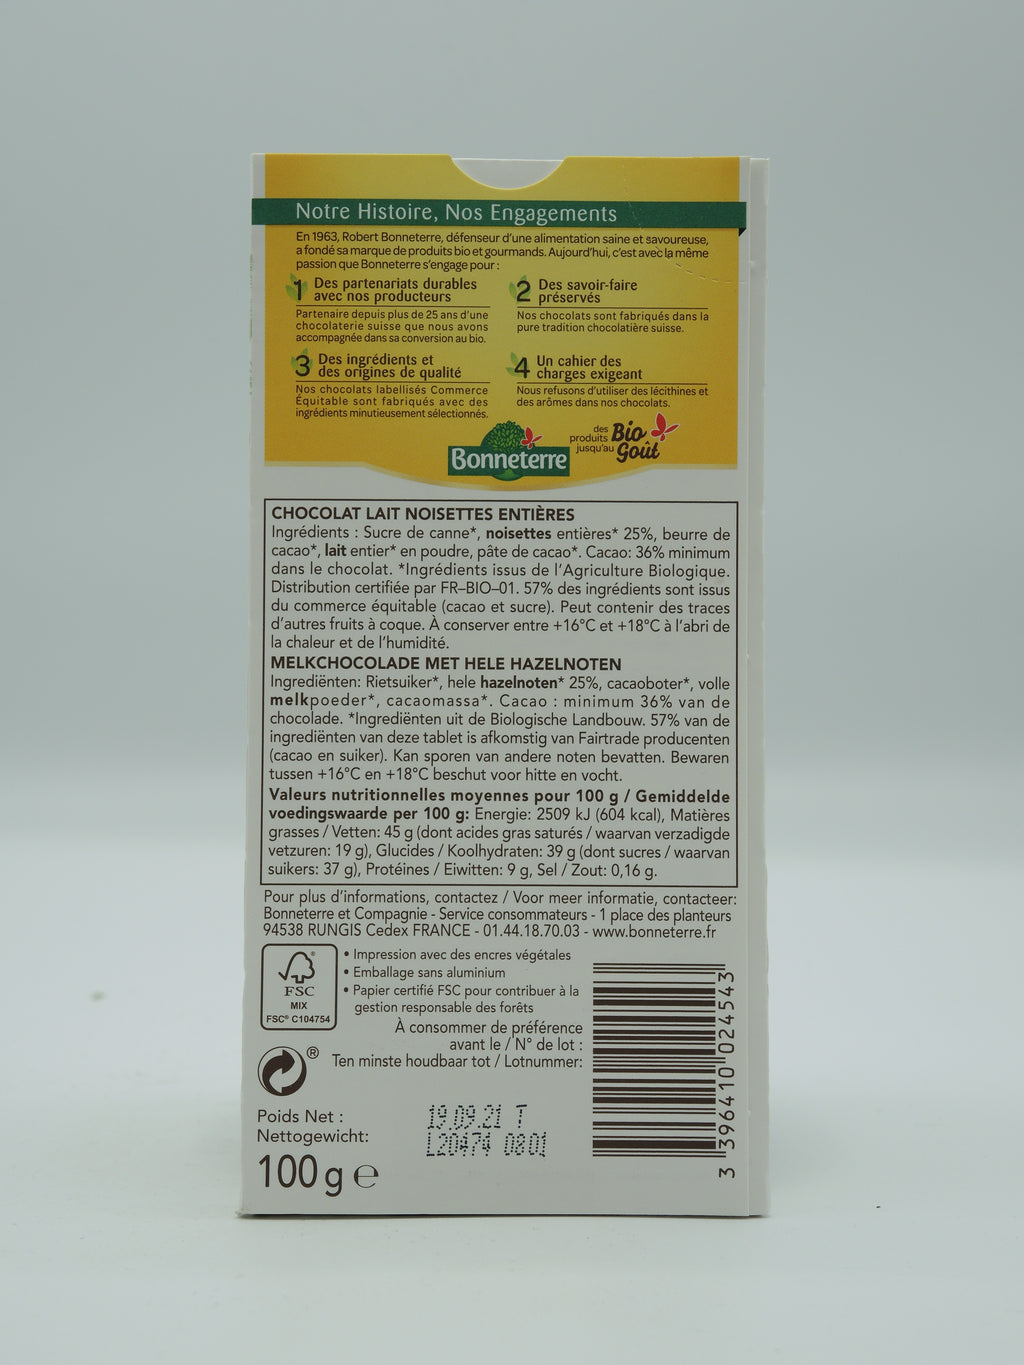 Notre Histoire, Nos Engagements
En 1963, Robert Bonneterre, défenseur d'une alimentation saine et savoureuse,
a fondé sa marque de produits bio et gourmands. Aujourd'hui, c'est avec la même
passion que Bonneterre s'engage pour :
1 Des partenariats durables
avec nos producteurs
Partenaire depuis plus de 25 ans d'une
chocolaterie suisse que nous avons
accompagnée dans sa conversion au bio.
2 Des savoir-faire
préservés
Nos chocolats sont fabriqués dans la
pure tradition chocolatière suisse.
3 Des ingrédients et
des origines de qualité
Nos chocolats labellisés Commerce
Équitable sont fabriqués avec des
ingrédients minutieusement sélectionnés.
4 Un cahier des
charges exigeant
Nous refusons d'utiliser des lécithines et
des arômes dans nos chocolats.
Bonneterre
des
produits
jusqu'au
Bio
Goût
CHOCOLAT LAIT NOISETTES ENTIÈRES
Ingrédients : Sucre de canne*, noisettes entières* 25%, beurre de
cacao*, lait entier* en poudre, pâte de cacao*. Cacao: 36% minimum
dans le chocolat. *Ingrédients issus de l'Agriculture Biologique.
Distribution certifiée par FR–BIO–01. 57% des ingrédients sont issus
du commerce équitable (cacao et sucre). Peut contenir des traces
d'autres fruits à coque. À conserver entre +16°C et +18°C à l'abri de
la chaleur et de l'humidité.
MELKCHOCOLADE MET HELE HAZELNOTEN
Ingrediënten: Rietsuiker*, hele hazelnoten* 25%, cacaoboter*, volle
melkpoeder*, cacaomassa*. Cacao : minimum 36% van de
chocolade. *Ingrediënten uit de Biologische Landbouw. 57% van de
ingrediënten van deze tablet is afkomstig van Fairtrade producenten
(cacao en suiker). Kan sporen van andere noten bevatten. Bewaren
tussen +16°C en +18°C beschut voor hitte en vocht.
Valeurs nutritionnelles moyennes pour 100 g / Gemiddelde
voedingswaarde per 100 g: Energie: 2509 kJ (604 kcal), Matières
grasses / Vetten: 45 g (dont acides gras saturés / waarvan verzadigde
vetzuren: 19 g), Glucides / Koolhydraten: 39 g (dont sucres / waarvan
suikers: 37 g), Protéines / Eiwitten: 9 g, Sel / Zout: 0,16 g.
Pour plus d'informations, contactez / Voor meer informatie, contacteer:
Bonneterre et Compagnie - Service consommateurs - 1 place des planteurs
94538 RUNGIS Cedex FRANCE - 01.44.18.70.03 - www.bonneterre.fr
FSC
MIX
FSC® C104754
• Impression avec des encres végétales
• Emballage sans aluminium
• Papier certifié FSC pour contribuer à la
gestion responsable des forêts
À consommer de préférence
avant le / N° de lot :
Ten minste houdbaar tot / Lotnummer:
®
Poids Net :
Nettogewicht:
100 g ℮
19.09.21 T
L20474 0801
3 396410 024543